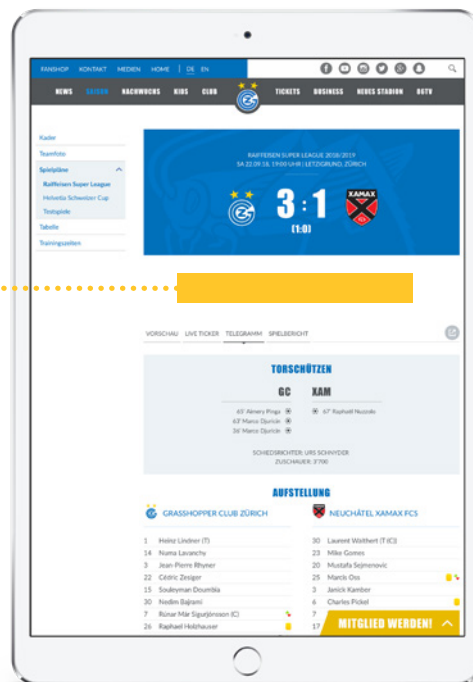 FANSHOP KONTAKT MEDIEN HOME | DE EN
NEWS SAISON NACHWUCHS KIDS CLUB TICKETS BUSINESS NEUES STADION OGTV
Kader
Teamfoto
Spielpläne
Raiffeisen Super League
Helvetia Schweizer Cup
Testspiele
Tabelle
Trainingszeiten
RAIFFEISEN SUPER LEAGUE 2018/2019
SA 22.09.18, 19:00 UHR | LETZIGRUND, ZÜRICH
3 : 1
(1:0)
XAMAX
VORSCHAU LIVE TICKER TELEGRAMM SPIELBERICHT
TORSCHÜTZEN
GC XAM
65' Almery Pinga 67' Raphaël Nuzzolo
63' Marco Djuricin
36' Marco Djuricin
SCHIEDSRICHTER: URS SCHNYDER
ZUSCHAUER: 3'700
AUFSTELLUNG
GRASSHOPPER CLUB ZÜRICH NEUCHÂTEL XAMAX FCS
1 Heinz Lindner (T) 30 Laurent Walthert (T (C))
14 Numa Lavanchy 23 Mike Gomes
3 Jean-Pierre Rhyner 20 Mustafa Sejmenovic
22 Cédric Zesiger 25 Marcis Oss
15 Souleyman Doumbia 3 Janick Kamber
30 Nedim Bajrami 6 Charles Pickel
7 Rúnar Már Sigurjónsson (C) 7
26 Raphael Holzhauser 17
MITGLIED WERDEN!